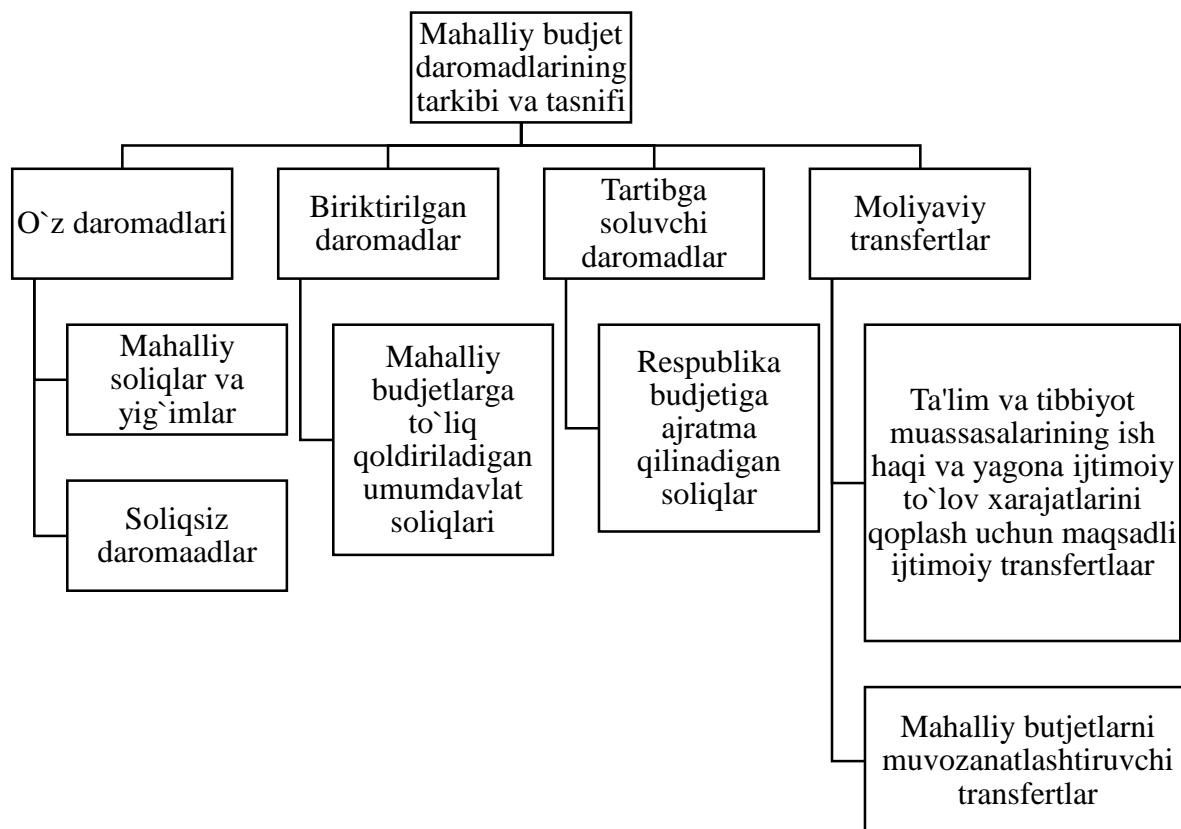 Mahalliy budjet
daromadlarining
tarkibi va tasnifi
O`z daromadlari
Biriktirilgan
daromadlar
Tartibga
soluvchi
daromadlar
Moliyaviy
transfertlar
Mahalliy
soliqlar va
yig`imlar
Soliqsiz
daromaadlar
Mahalliy
budjetlarga
to`liq
qoldiriladigan
umumdavlat
soliqlari
Respublika
budjetiga
ajratma
qilinadigan
soliqlar
Ta'lim va tibbiyot
muassasalarining ish
haqi va yagona ijtimoiy
to`lov xarajatlarini
qoplash uchun maqsadli
ijtimoiy transfertlaar
Mahalliy butjetlarni
muvozanatlashtiruvchi
transfertlar